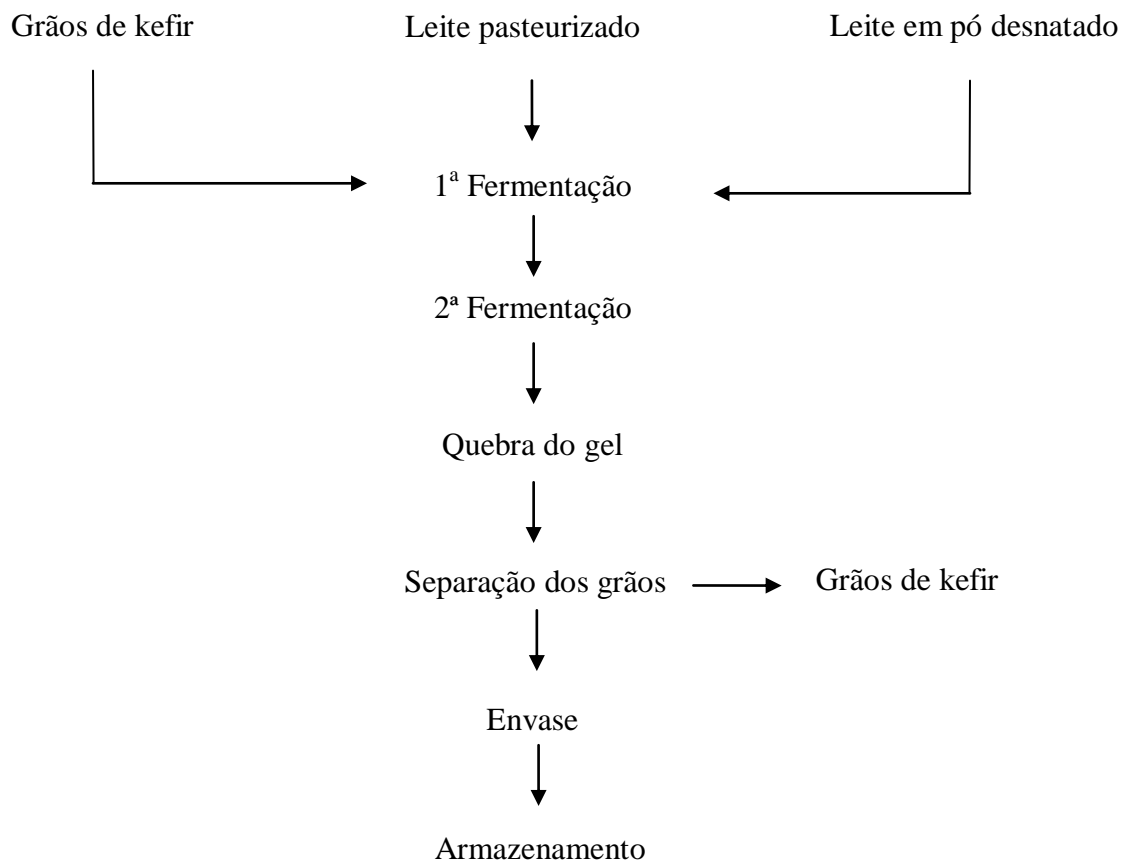 Grãos de kefir
Leite pasteurizado
Leite em pó desnatado
1ª Fermentação
2ª Fermentação
Quebra do gel
Separação dos grãos
Grãos de kefir
Envase
Armazenamento